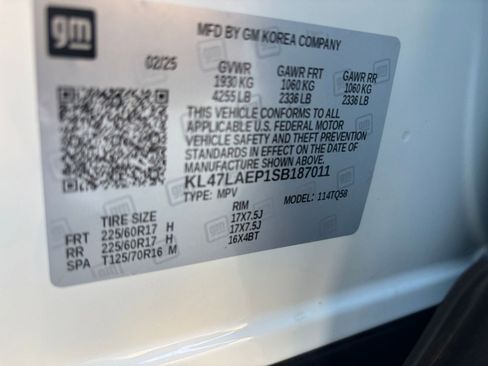 gm
MFD BY GM KOREA COMPANY
02/25 GVWR GAWR FRT GAWR RR
1930 KG 1060 KG 1060 KG
4255 LB 2336 LB 2336 LB
THIS VEHICLE CONFORMS TO ALL
APPLICABLE U.S. FEDERAL MOTOR
VEHICLE SAFETY AND THEFT PREVENTION
STANDARDS IN EFFECT ON THE DATE OF
MANUFACTURE SHOWN ABOVE.
KL47LAEP1SB187011
TYPE: MPV MODEL: 114TQ58
TIRE SIZE RIM
FRT 225/60R17 H 17X7.5J
RR 225/60R17 H 17X7.5J
SPA T125/70R16 M 16X4BT